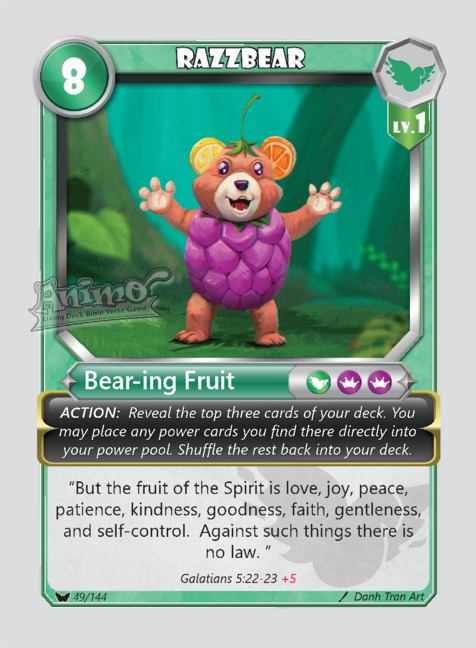 RAZZBEAR
8
LV.1
Animos
Living Deck Bible Verse Game
Bear-ing Fruit
ACTION: Reveal the top three cards of your deck. You
may place any power cards you find there directly into
your power pool. Shuffle the rest back into your deck.
"But the fruit of the Spirit is love, joy, peace,
patience, kindness, goodness, faith, gentleness,
and self-control. Against such things there is
no law. "
Galatians 5:22-23 +5
49/144
Danh Tran Art